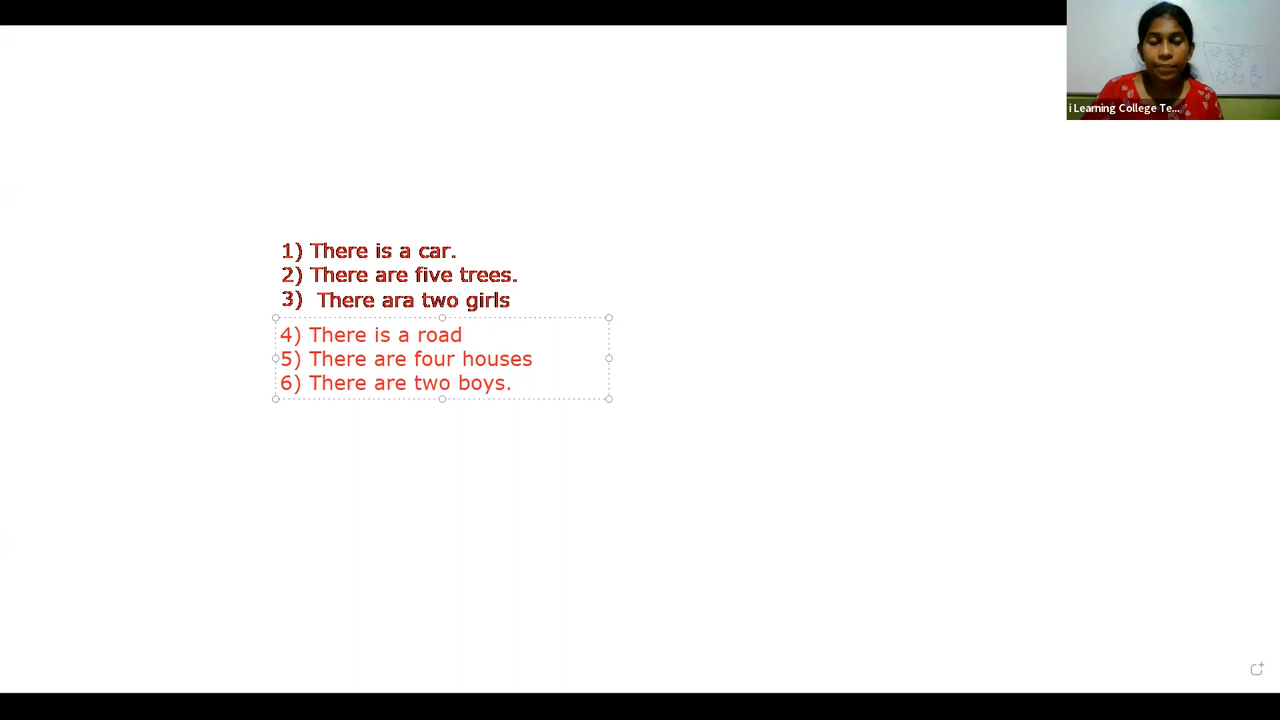 i Learning College Te...
1) There is a car.
2) There are five trees.
3) There ara two girls
4) There is a road
5) There are four houses
6) There are two boys.